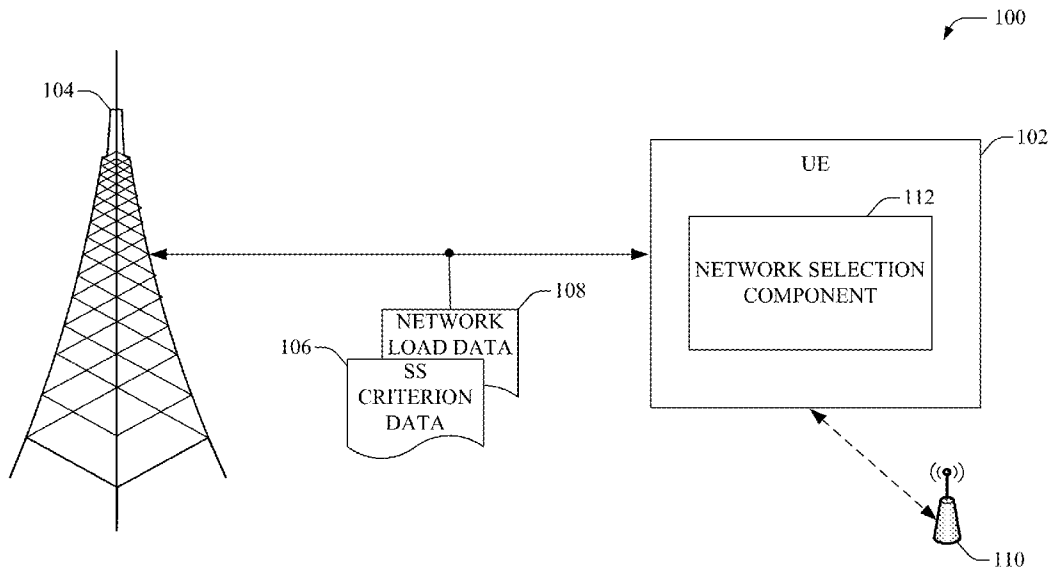 100
104
102
UE
112
NETWORK SELECTION
COMPONENT
108
NETWORK
LOAD DATA
106
SS
CRITERION
DATA
110